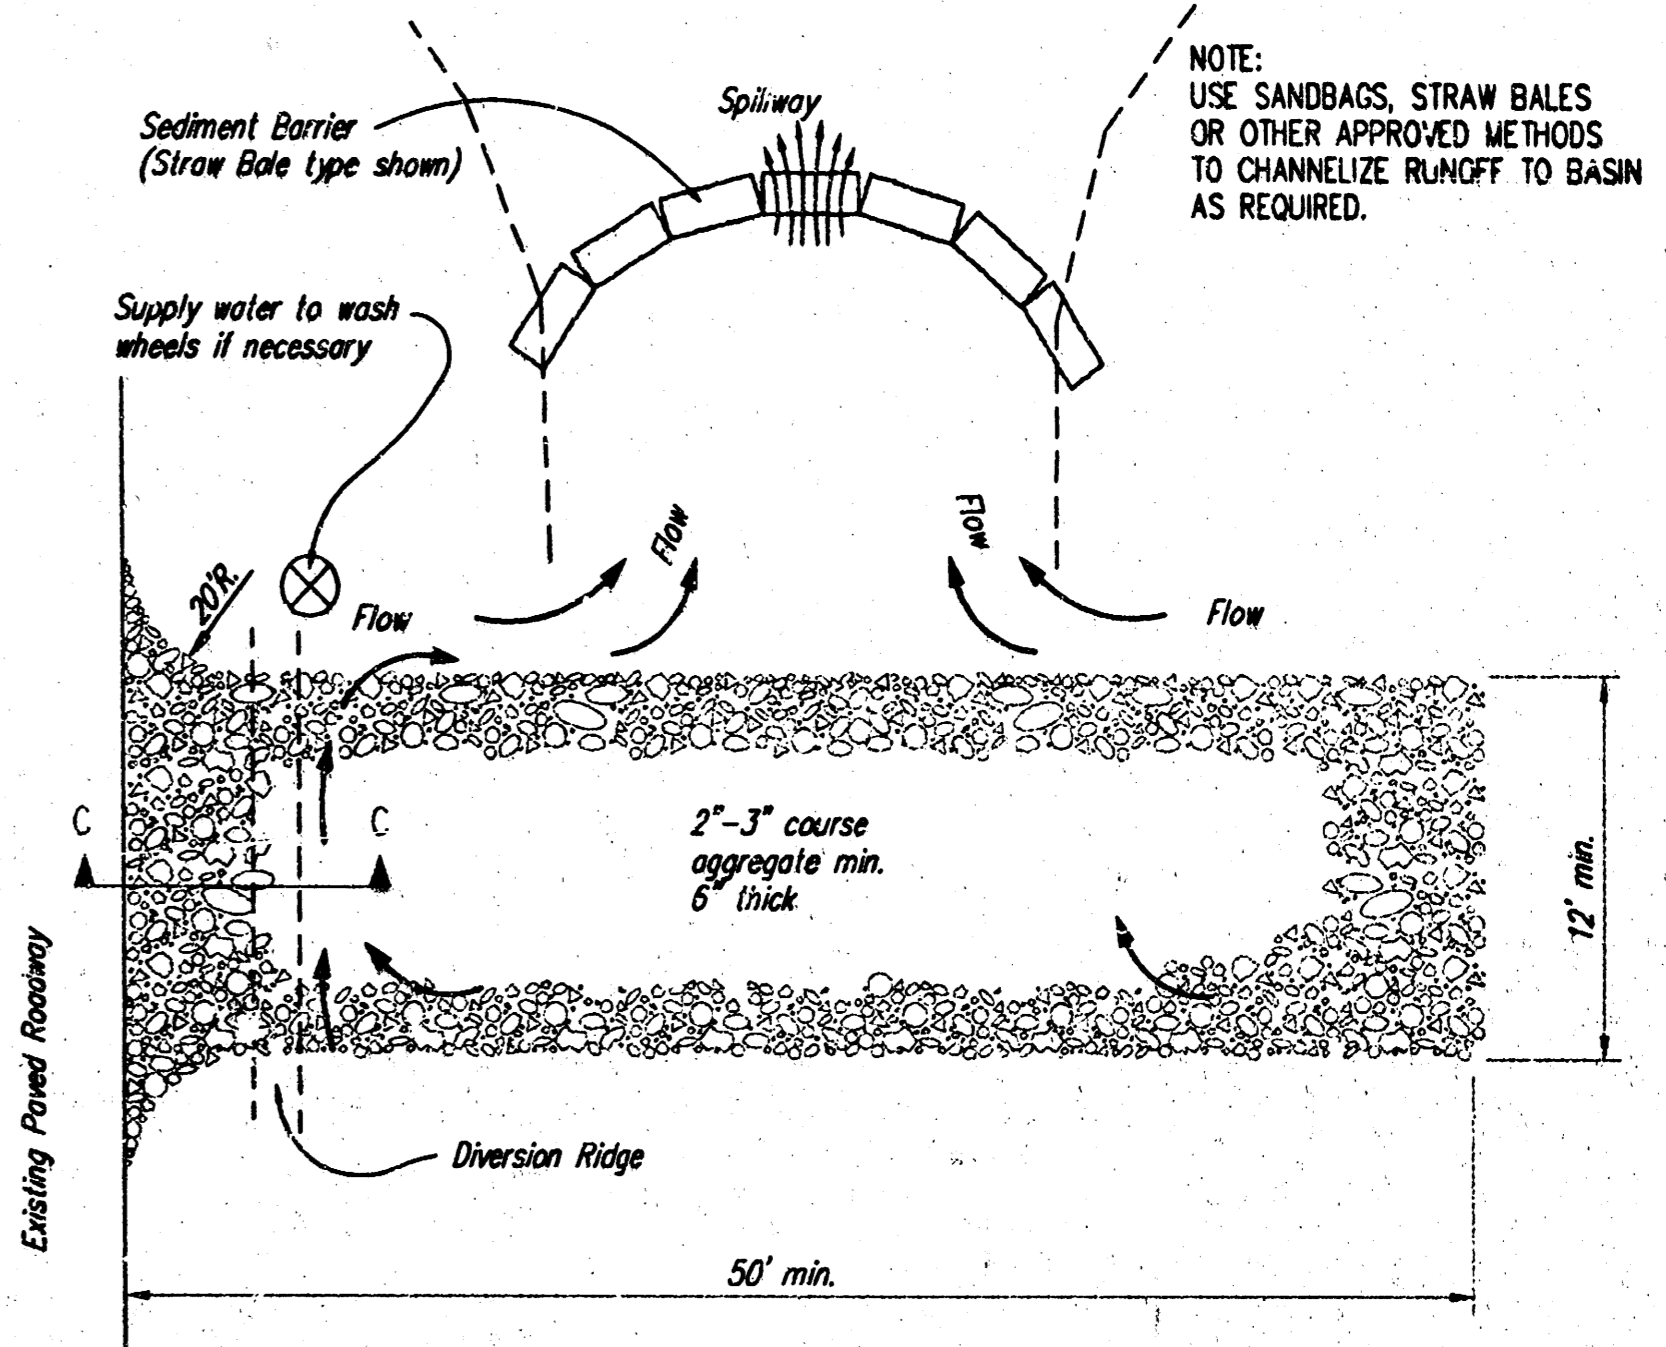 NOTE:
USE SANDBAGS, STRAW BALES
OR OTHER APPROVED METHODS
TO CHANNELIZE RUNOFF TO BASIN
AS REQUIRED.
Spillway
Sediment Barrier
(Straw Bale type shown)
Supply water to wash
wheels if necessary
20'R.
Flow
Flow
Flow
Flow
C
C
2"-3" course
aggregate min.
6" thick
12' min.
Existing Paved Roadway
Diversion Ridge
50' min.